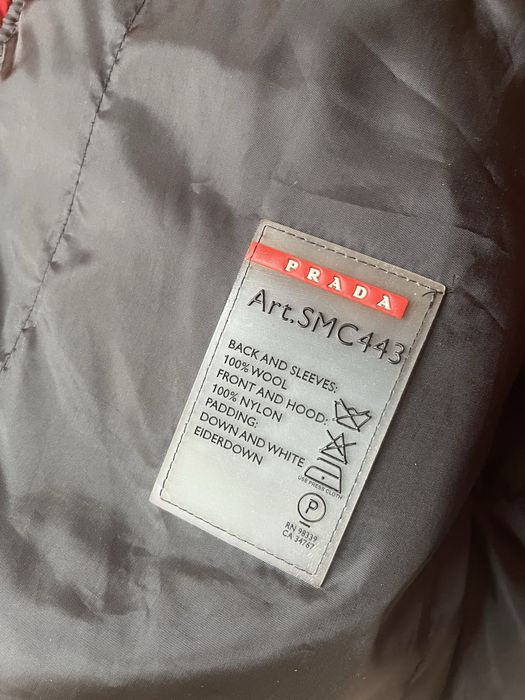 PRADA
Art.SMC443
BACK AND SLEEVES:
100% WOOL
FRONT AND HOOD:
100% NYLON
PADDING:
DOWN AND WHITE
EIDERDOWN
USE PRESS CLOTH
P
RN 98339
CA 34767